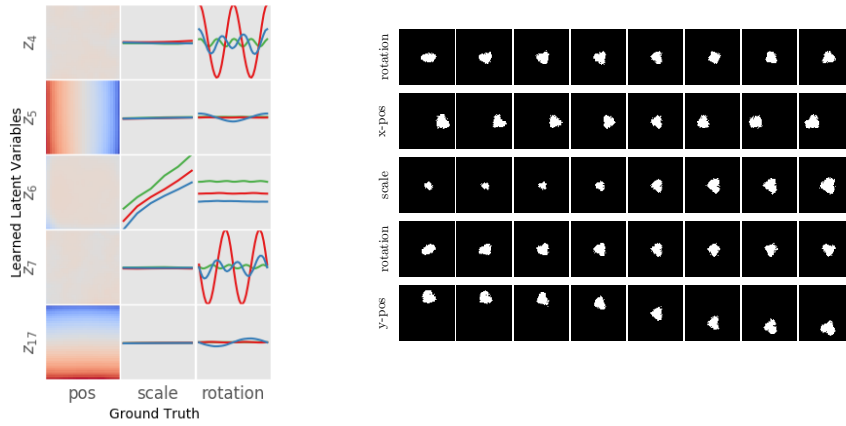 Learned Latent Variables
Z4
Z5
Z6
Z7
Z17
pos scale rotation
Ground Truth
rotation
x-pos
scale
rotation
y-pos